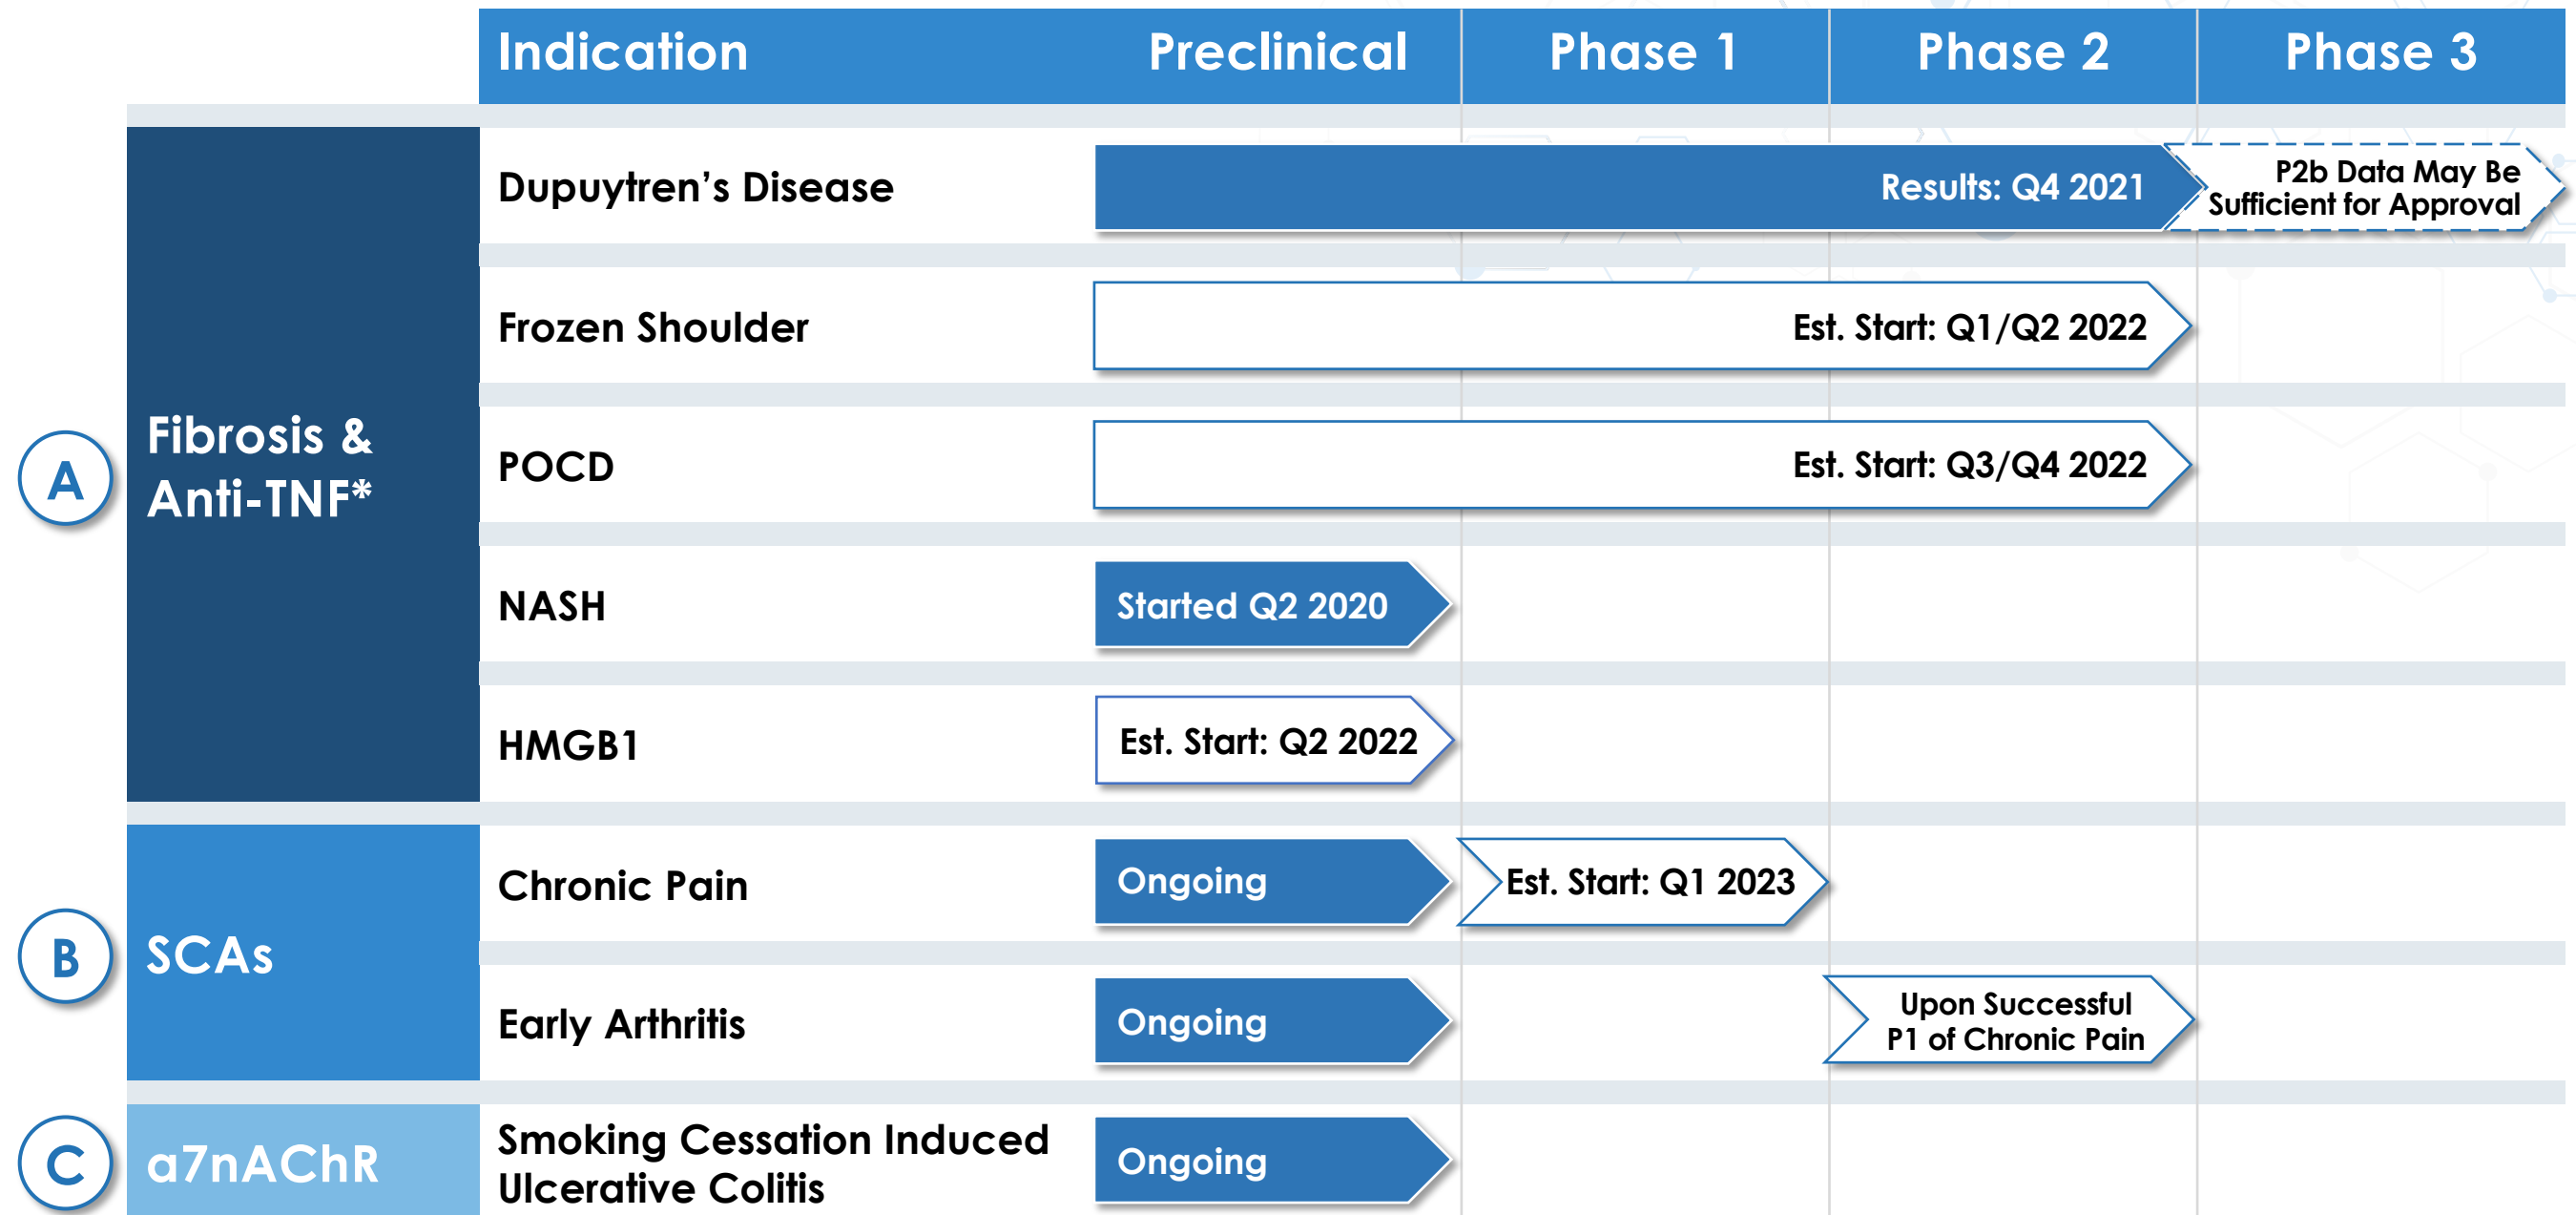 Indication Preclinical Phase 1 Phase 2 Phase 3
A
Fibrosis &
Anti-TNF*
Dupuytren's Disease
Results: Q4 2021
P2b Data May Be
Sufficient for Approval
Frozen Shoulder
Est. Start: Q1/Q2 2022
POCD
Est. Start: Q3/Q4 2022
NASH
Started Q2 2020
HMGB1
Est. Start: Q2 2022
B
SCAs
Chronic Pain
Ongoing
Est. Start: Q1 2023
Early Arthritis
Ongoing
Upon Successful
P1 of Chronic Pain
C
a7nAChR
Smoking Cessation Induced
Ulcerative Colitis
Ongoing